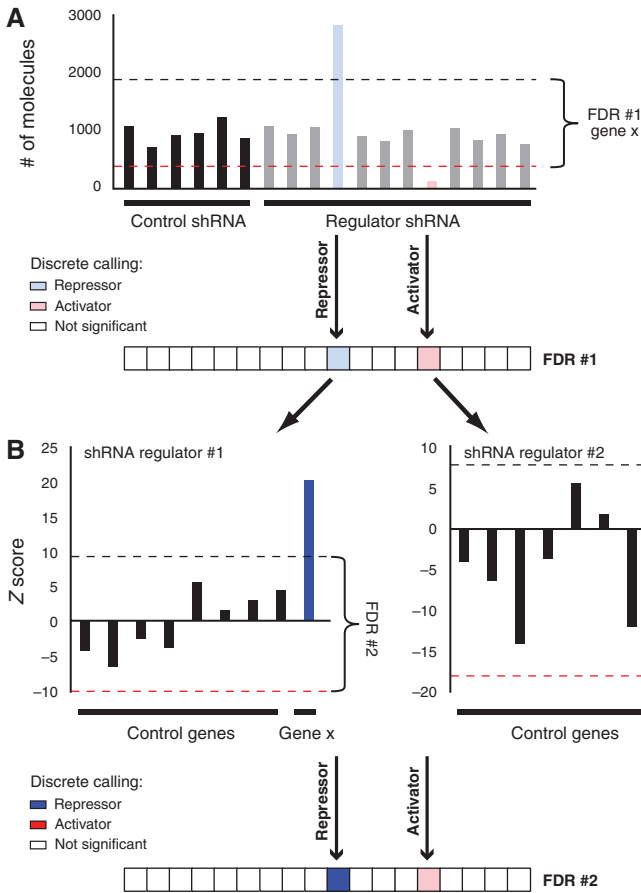 A
3000
2000
1000
0
# of molecules
FDR #1
gene x
Control shRNA
Regulator shRNA
Discrete calling:
Repressor
Activator
Not significant
Repressor
Activator
FDR #1
B
25
20
15
10
5
0
−5
−10
Z score
shRNA regulator #1
FDR #2
Control genes
Gene x
shRNA regulator #2
10
5
0
−5
−10
−15
−20
Control genes
Discrete calling:
Repressor
Activator
Not significant
Repressor
Activator
FDR #2